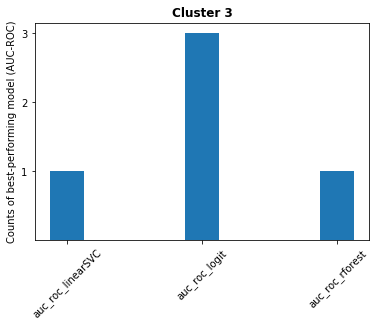 Cluster 3
Counts of best-performing model (AUC-ROC)
3
2
1
auc_roc_linearSVC
auc_roc_logit
auc_roc_rforest